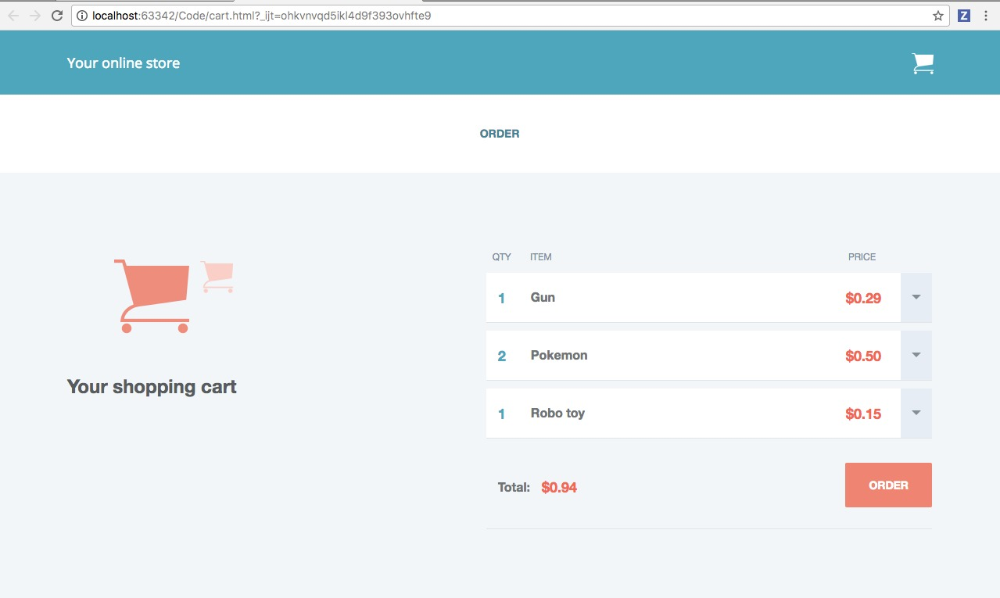 localhost:63342/Code/cart.html?_ijt=ohkvnvqd5ikl4d9f393ovhfte9
Z
Your online store
ORDER
QTY ITEM PRICE
1 Gun $0.29
2 Pokemon $0.50
1 Robo toy $0.15
Your shopping cart
Total: $0.94 ORDER